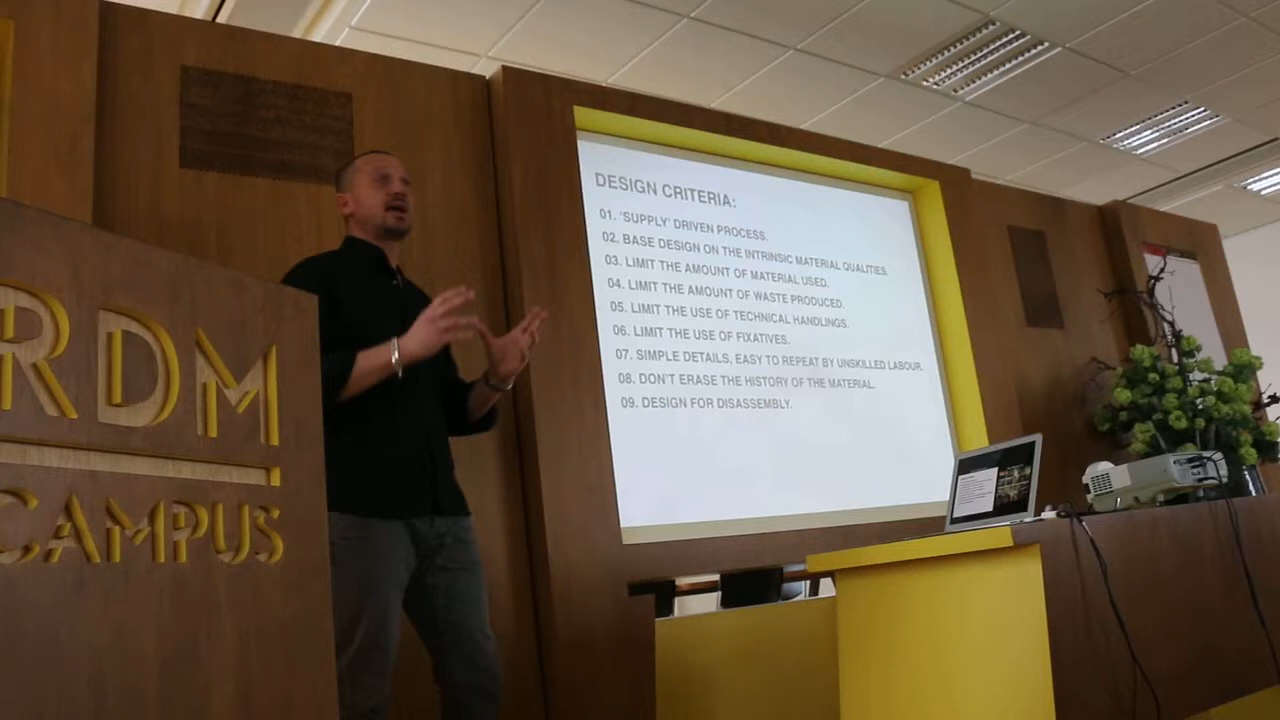 RDM
CAMPUS
DESIGN CRITERIA:
01. 'SUPPLY' DRIVEN PROCESS.
02. BASE DESIGN ON THE INTRINSIC MATERIAL QUALITIES.
03. LIMIT THE AMOUNT OF MATERIAL USED.
04. LIMIT THE AMOUNT OF WASTE PRODUCED.
05. LIMIT THE USE OF TECHNICAL HANDLINGS.
06. LIMIT THE USE OF FIXATIVES.
07. SIMPLE DETAILS, EASY TO REPEAT BY UNSKILLED LABOUR.
08. DON'T ERASE THE HISTORY OF THE MATERIAL.
09. DESIGN FOR DISASSEMBLY.